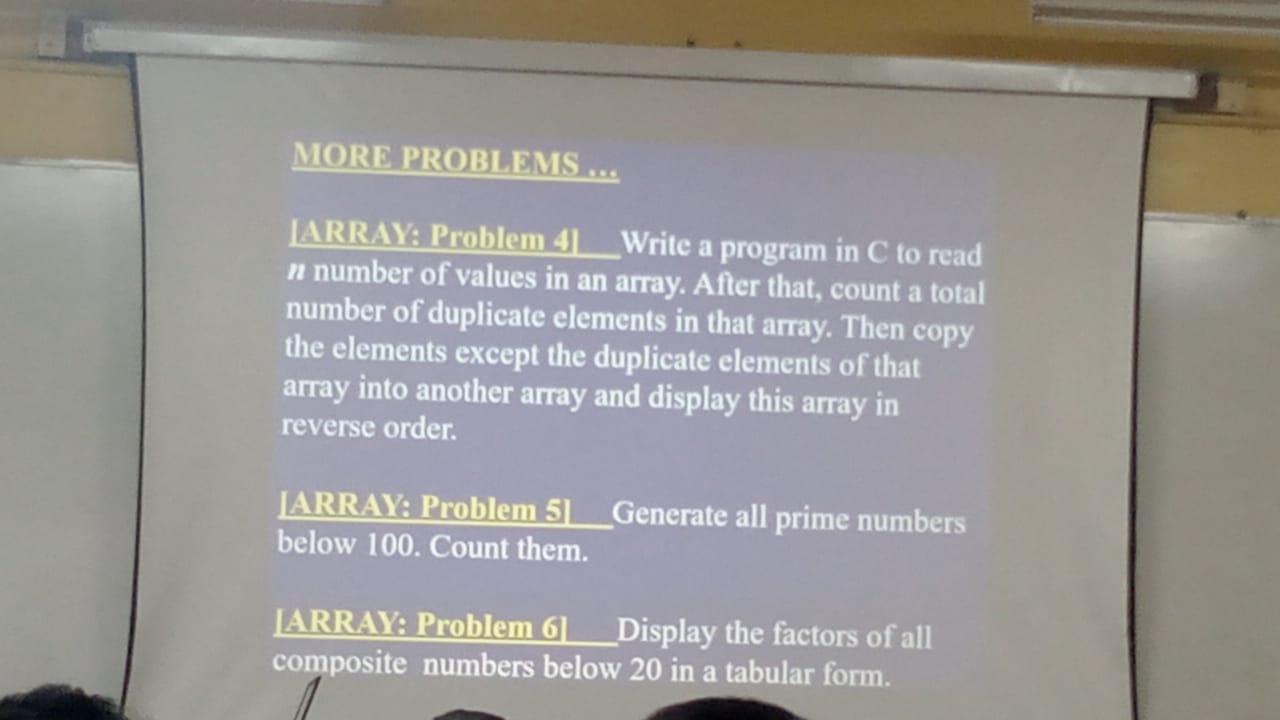 MORE PROBLEMS ...
[ARRAY: Problem 4] Write a program in C to read
n number of values in an array. After that, count a total
number of duplicate elements in that array. Then copy
the elements except the duplicate elements of that
array into another array and display this array in
reverse order.
[ARRAY: Problem 5] Generate all prime numbers
below 100. Count them.
[ARRAY: Problem 6] Display the factors of all
composite numbers below 20 in a tabular form.